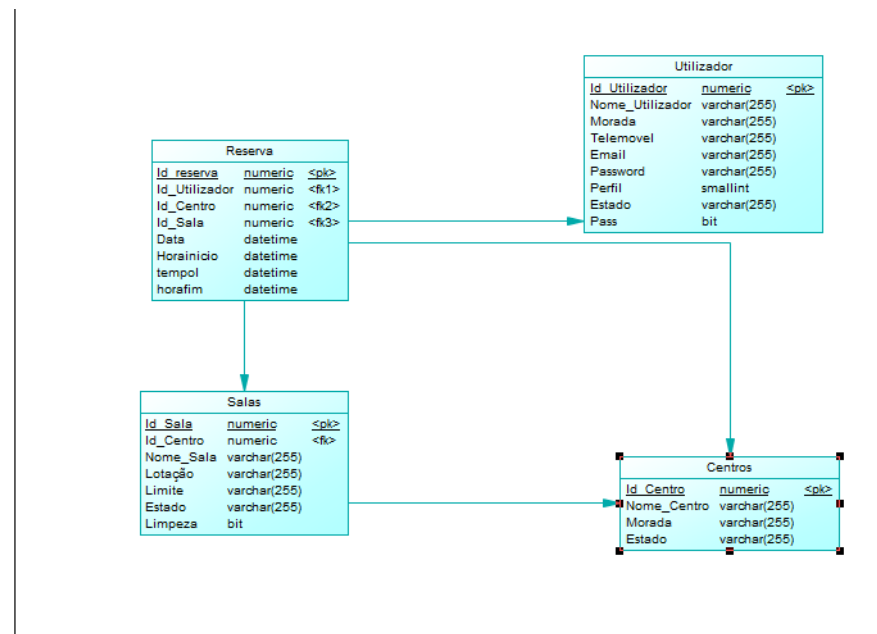 Utilizador
Id_Utilizador numeric <pk>
Nome_Utilizador varchar(255)
Morada varchar(255)
Telemovel varchar(255)
Email varchar(255)
Password varchar(255)
Perfil smallint
Estado varchar(255)
Pass bit
Reserva
Id_reserva numeric <pk>
Id_Utilizador numeric <fk1>
Id_Centro numeric <fk2>
Id_Sala numeric <fk3>
Data datetime
Horainicio datetime
tempol datetime
horafim datetime
Salas
Id_Sala numeric <pk>
Id_Centro numeric <fk>
Nome_Sala varchar(255)
Lotação varchar(255)
Limite varchar(255)
Estado varchar(255)
Limpeza bit
Centros
Id_Centro numeric <pk>
Nome_Centro varchar(255)
Morada varchar(255)
Estado varchar(255)